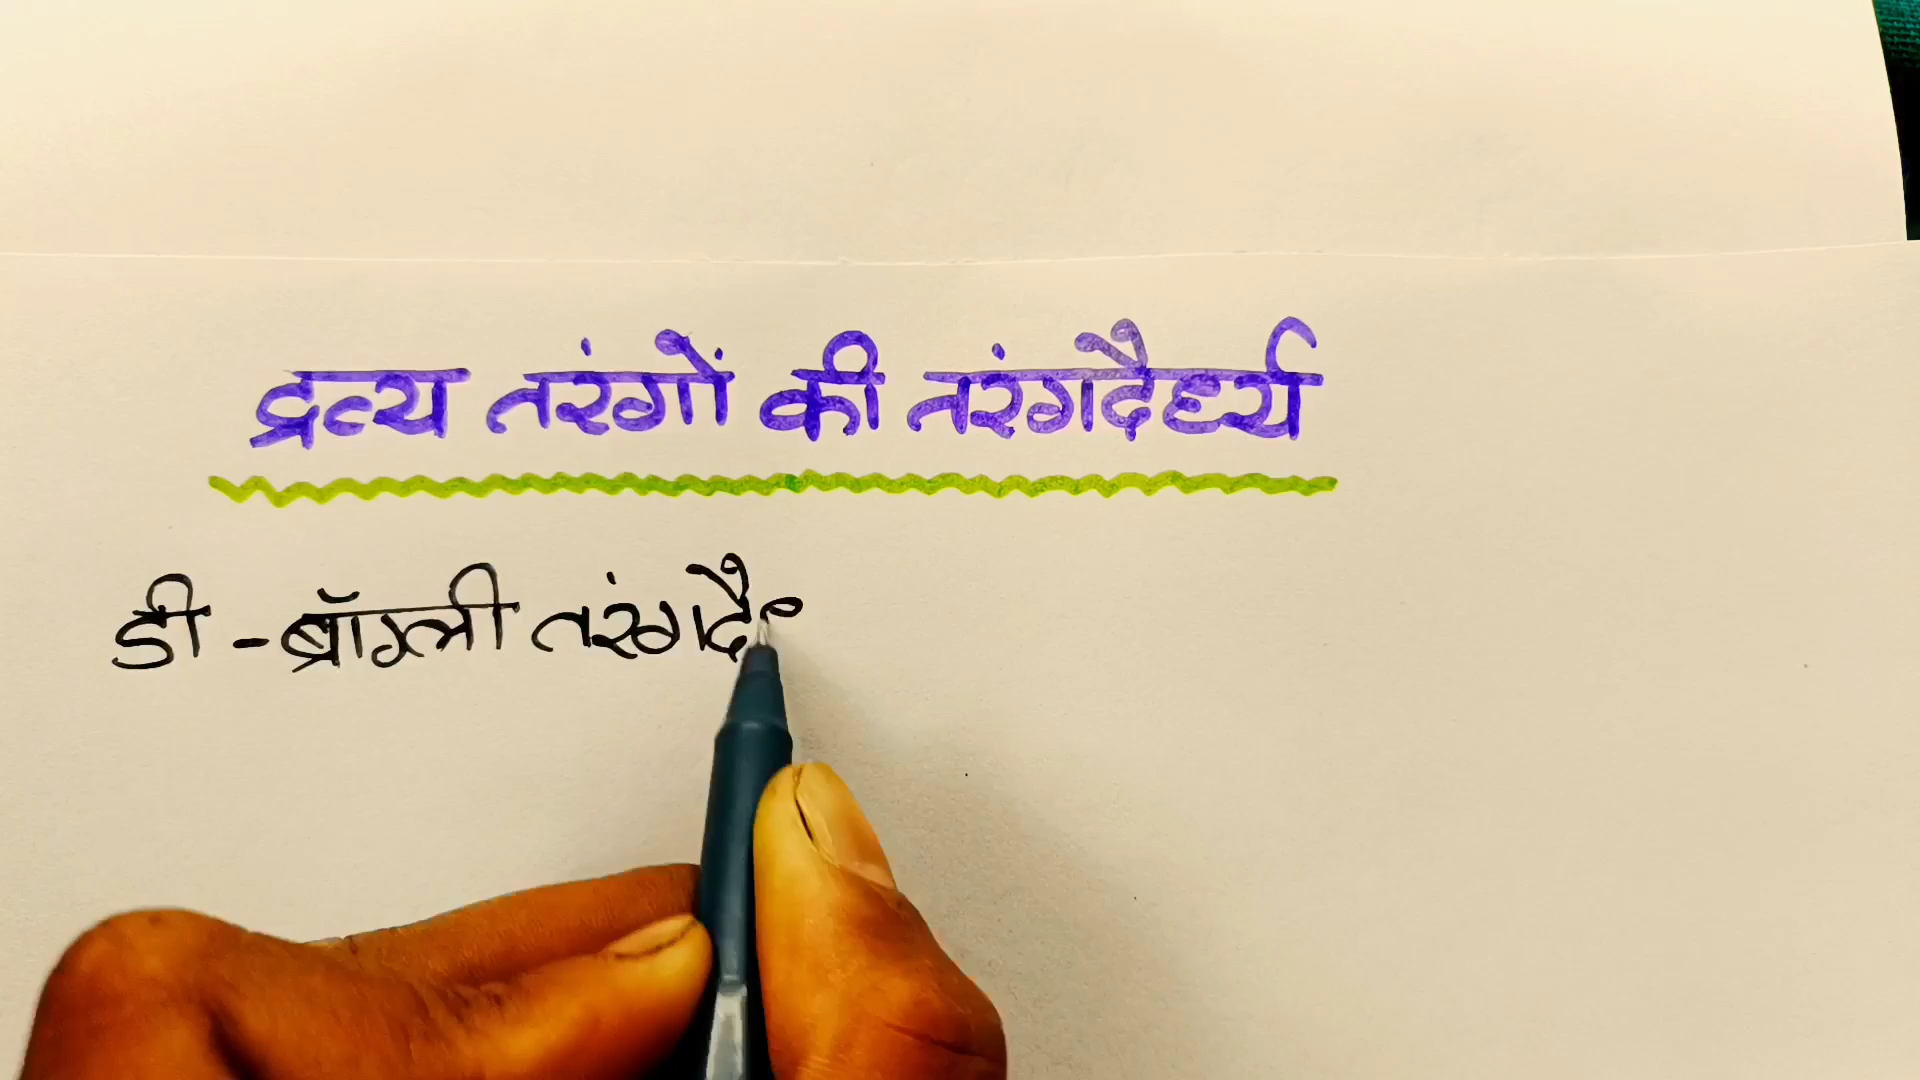 द्रव्य तरंगों की तरंगदैर्ध्य
डी - ब्रॉग्ली तरंगदै